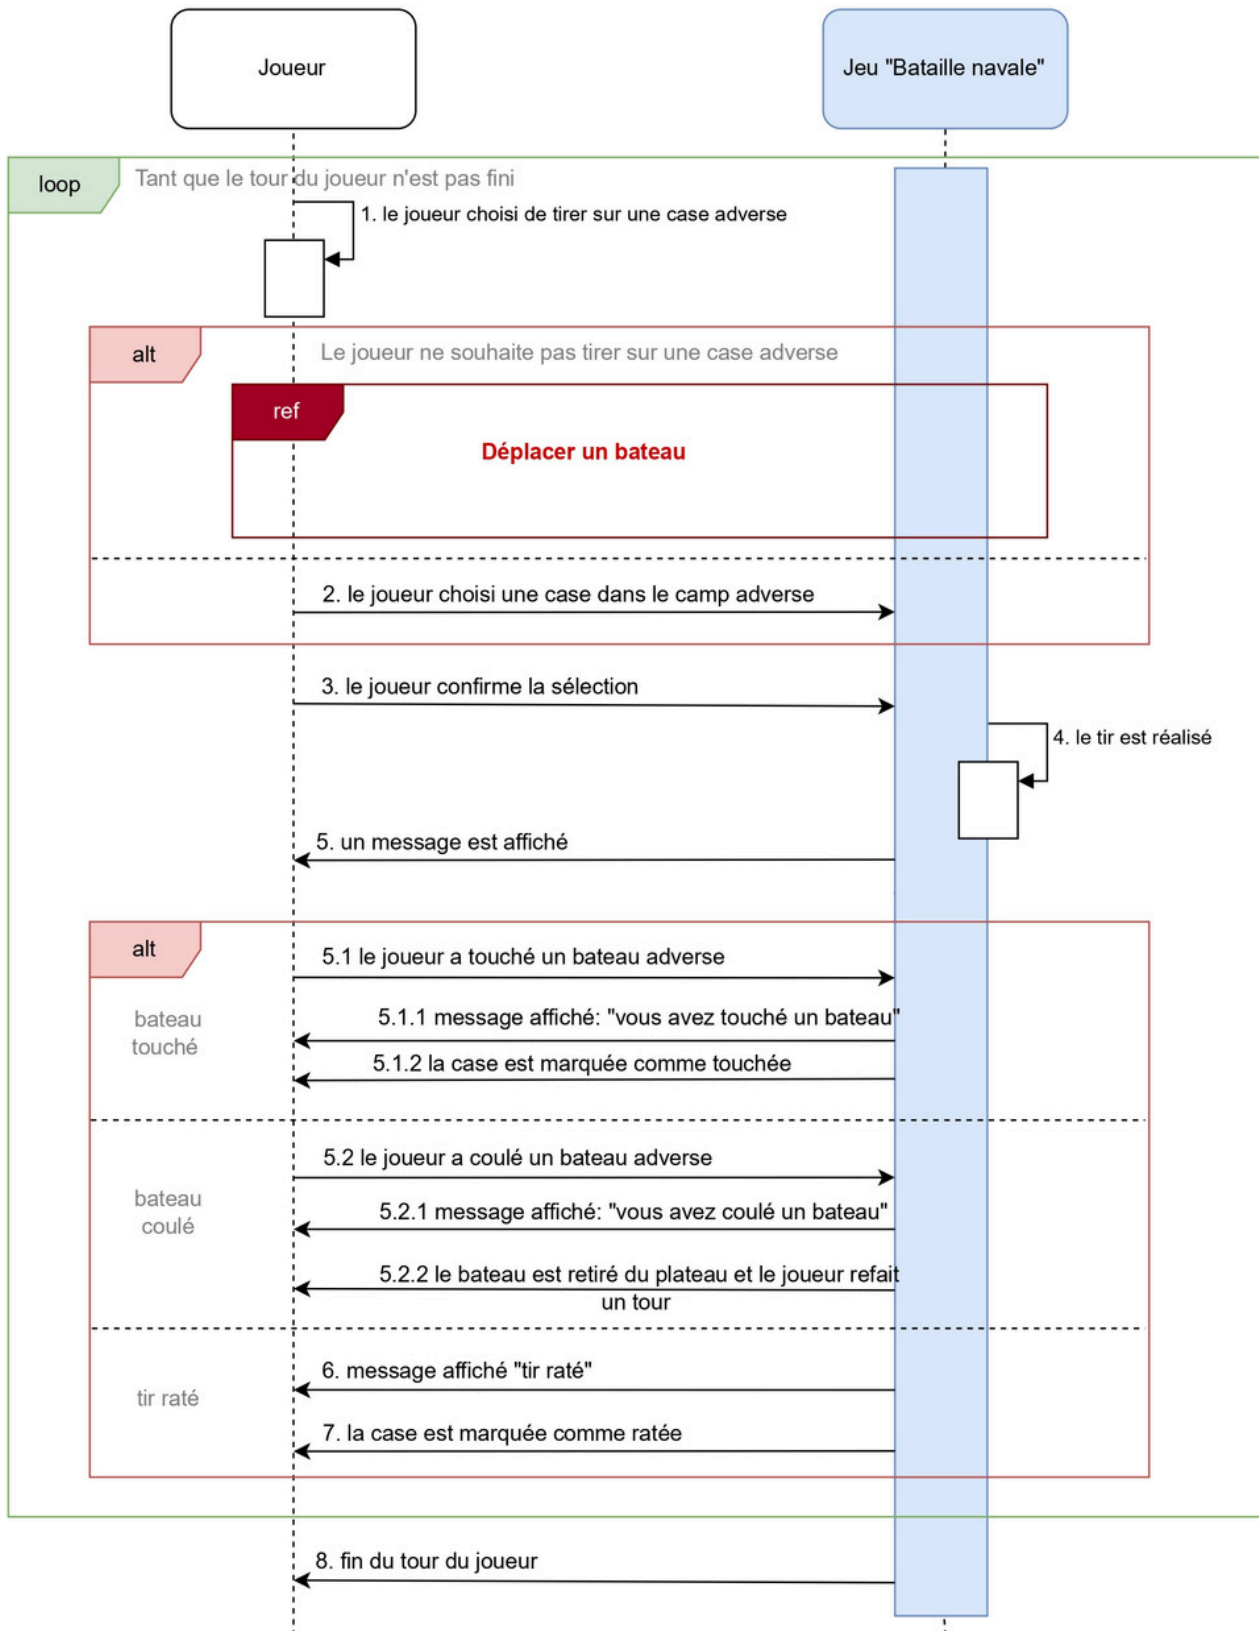 Joueur
Jeu "Bataille navale"
loop
Tant que le tour du joueur n'est pas fini
1. le joueur choisi de tirer sur une case adverse
alt
Le joueur ne souhaite pas tirer sur une case adverse
ref
Déplacer un bateau
2. le joueur choisi une case dans le camp adverse
3. le joueur confirme la sélection
4. le tir est réalisé
5. un message est affiché
alt
5.1 le joueur a touché un bateau adverse
bateau
touché
5.1.1 message affiché: "vous avez touché un bateau"
5.1.2 la case est marquée comme touchée
5.2 le joueur a coulé un bateau adverse
bateau
coulé
5.2.1 message affiché: "vous avez coulé un bateau"
5.2.2 le bateau est retiré du plateau et le joueur refait
un tour
6. message affiché "tir raté"
tir raté
7. la case est marquée comme ratée
8. fin du tour du joueur